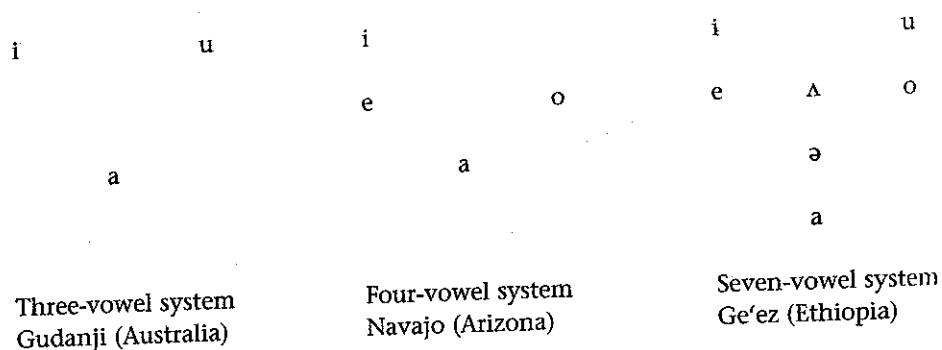 i u
a
Three-vowel system
Gudanji (Australia)
i
e o
a
Four-vowel system
Navajo (Arizona)
i u
e ʌ o
ə
a
Seven-vowel system
Ge‘ez (Ethiopia)